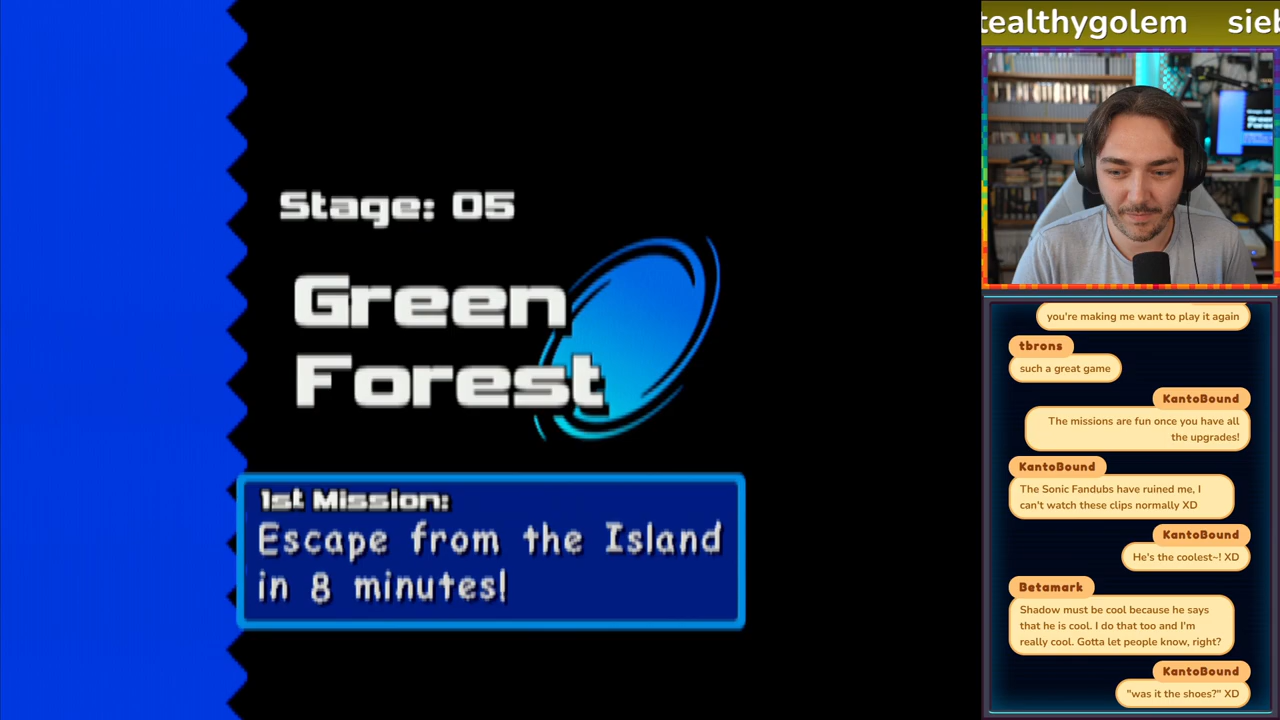 Stage: 05
Green
Forest
1st Mission:
Escape from the Island
in 8 minutes!
tealthygolem sieb
you're making me want to play it again
tbrons
such a great game
KantoBound
The missions are fun once you have all
the upgrades!
KantoBound
The Sonic Fandubs have ruined me, I
can't watch these clips normally XD
KantoBound
He's the coolest~! XD
Betamark
Shadow must be cool because he says
that he is cool. I do that too and I'm
really cool. Gotta let people know, right?
KantoBound
"was it the shoes?" XD